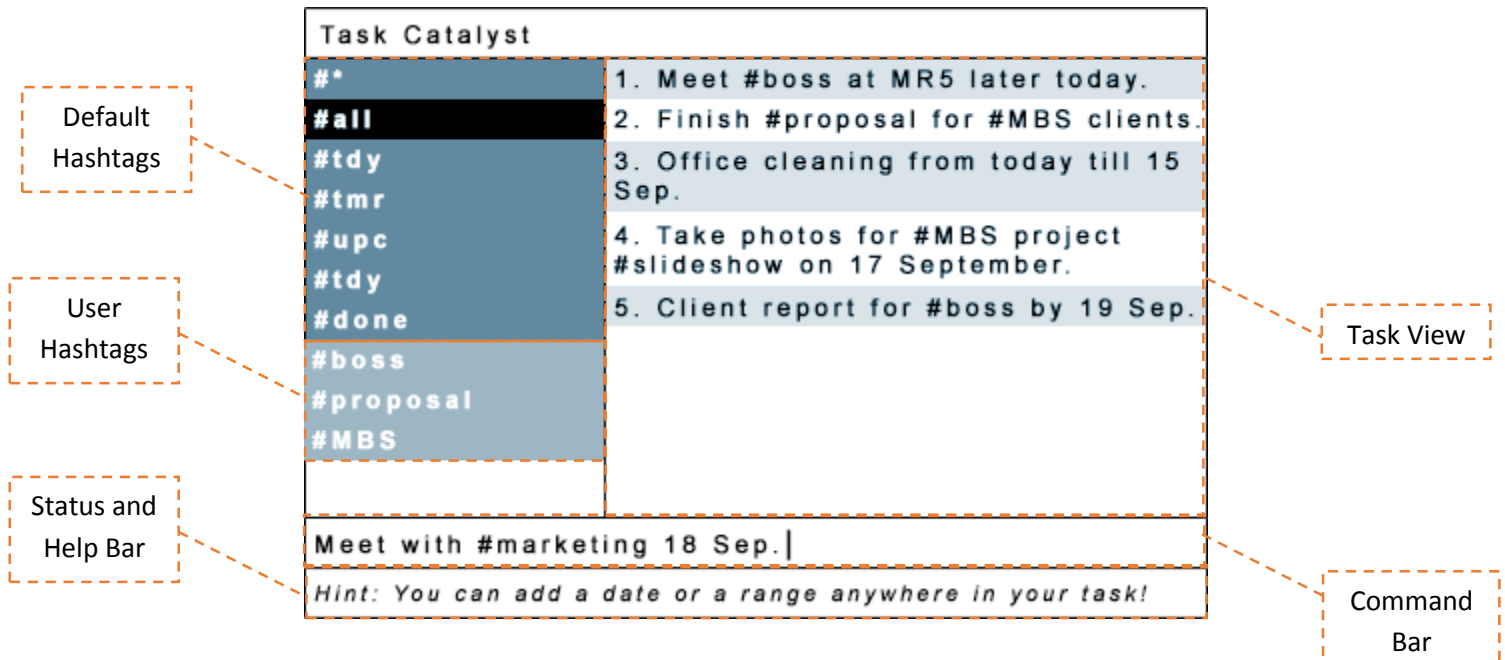 Task Catalyst
#*
#all
#tdy
#tmr
#upc
#tdy
#done
#boss
#proposal
#MBS
1. Meet #boss at MR5 later today.
2. Finish #proposal for #MBS clients.
3. Office cleaning from today till 15
Sep.
4. Take photos for #MBS project
#slideshow on 17 September.
5. Client report for #boss by 19 Sep.
Meet with #marketing 18 Sep.
Hint: You can add a date or a range anywhere in your task!
Default
Hashtags
User
Hashtags
Status and
Help Bar
Task View
Command
Bar